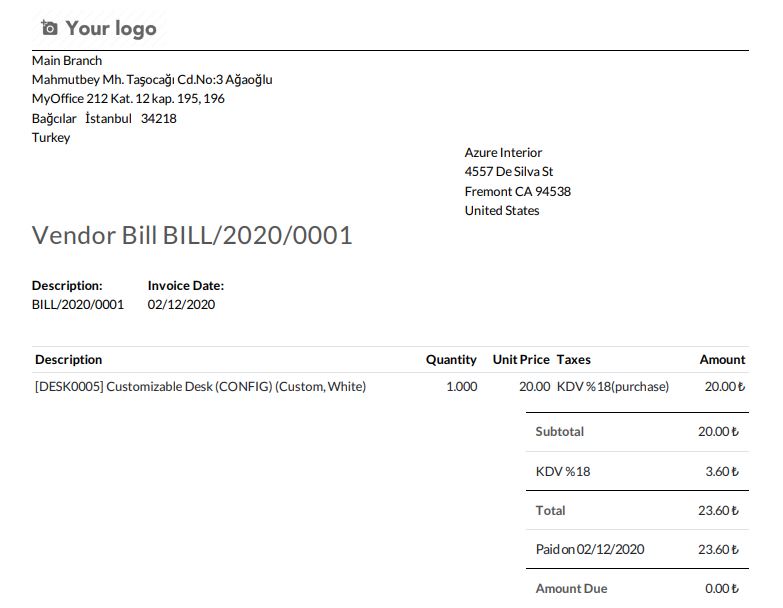 Your logo
Main Branch
Mahmutbey Mh. Taşocağı Cd.No:3 Ağaoğlu
MyOffice 212 Kat. 12 kap. 195, 196
Bağcılar İstanbul 34218
Turkey
Azure Interior
4557 De Silva St
Fremont CA 94538
United States
Vendor Bill BILL/2020/0001
Description: Invoice Date:
BILL/2020/0001 02/12/2020
Description Quantity Unit Price Taxes Amount
[DESK0005] Customizable Desk (CONFIG) (Custom, White) 1.000 20.00 KDV %18(purchase) 20.00 ₺
Subtotal 20.00 ₺
KDV %18 3.60 ₺
Total 23.60 ₺
Paid on 02/12/2020 23.60 ₺
Amount Due 0.00 ₺